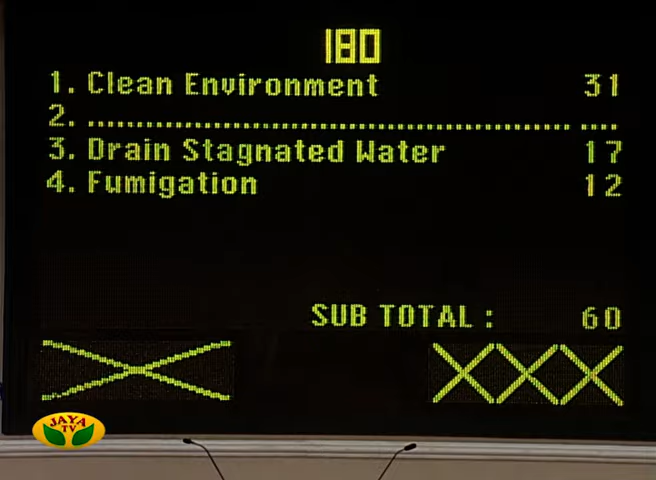 180
1. Clean Environment 31
2. ......................................................... ....
3. Drain Stagnated Water 17
4. Fumigation 12
SUB TOTAL : 60
X XXX
JAYA
TV